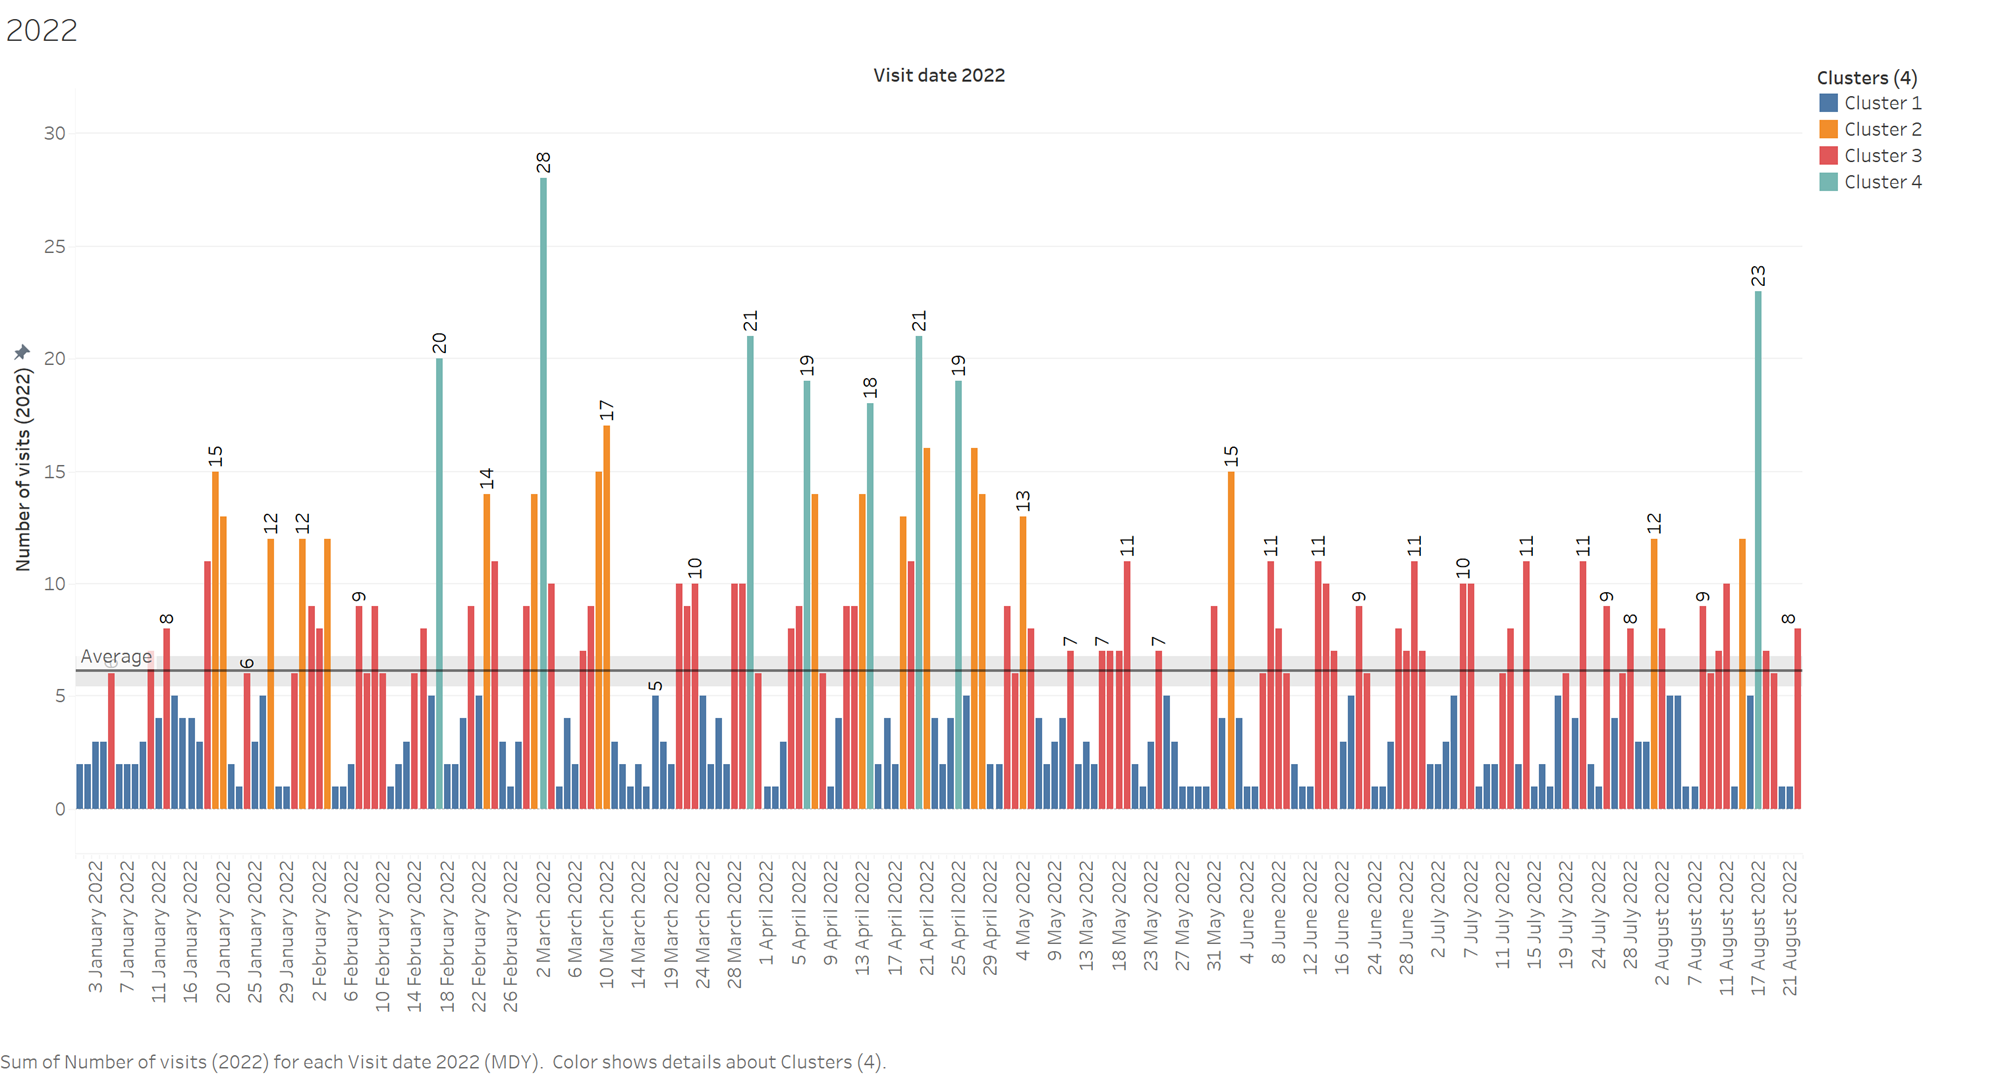 2022
Visit date 2022
Clusters (4)
Cluster 1
Cluster 2
Cluster 3
Cluster 4
Number of visits (2022)
30
25
20
15
10
5
0
Average
6
8
15
6
12
12
9
20
14
28
17
5
10
21
19
18
21
19
13
7
7
11
7
15
11
11
9
11
10
11
11
9
8
12
9
23
8
3 January 2022
7 January 2022
11 January 2022
16 January 2022
20 January 2022
25 January 2022
29 January 2022
2 February 2022
6 February 2022
10 February 2022
14 February 2022
18 February 2022
22 February 2022
26 February 2022
2 March 2022
6 March 2022
10 March 2022
14 March 2022
19 March 2022
24 March 2022
28 March 2022
1 April 2022
5 April 2022
9 April 2022
13 April 2022
17 April 2022
21 April 2022
25 April 2022
29 April 2022
4 May 2022
9 May 2022
13 May 2022
18 May 2022
23 May 2022
27 May 2022
31 May 2022
4 June 2022
8 June 2022
12 June 2022
16 June 2022
24 June 2022
28 June 2022
2 July 2022
7 July 2022
11 July 2022
15 July 2022
19 July 2022
24 July 2022
28 July 2022
2 August 2022
7 August 2022
11 August 2022
17 August 2022
21 August 2022
Sum of Number of visits (2022) for each Visit date 2022 (MDY).  Color shows details about Clusters (4).